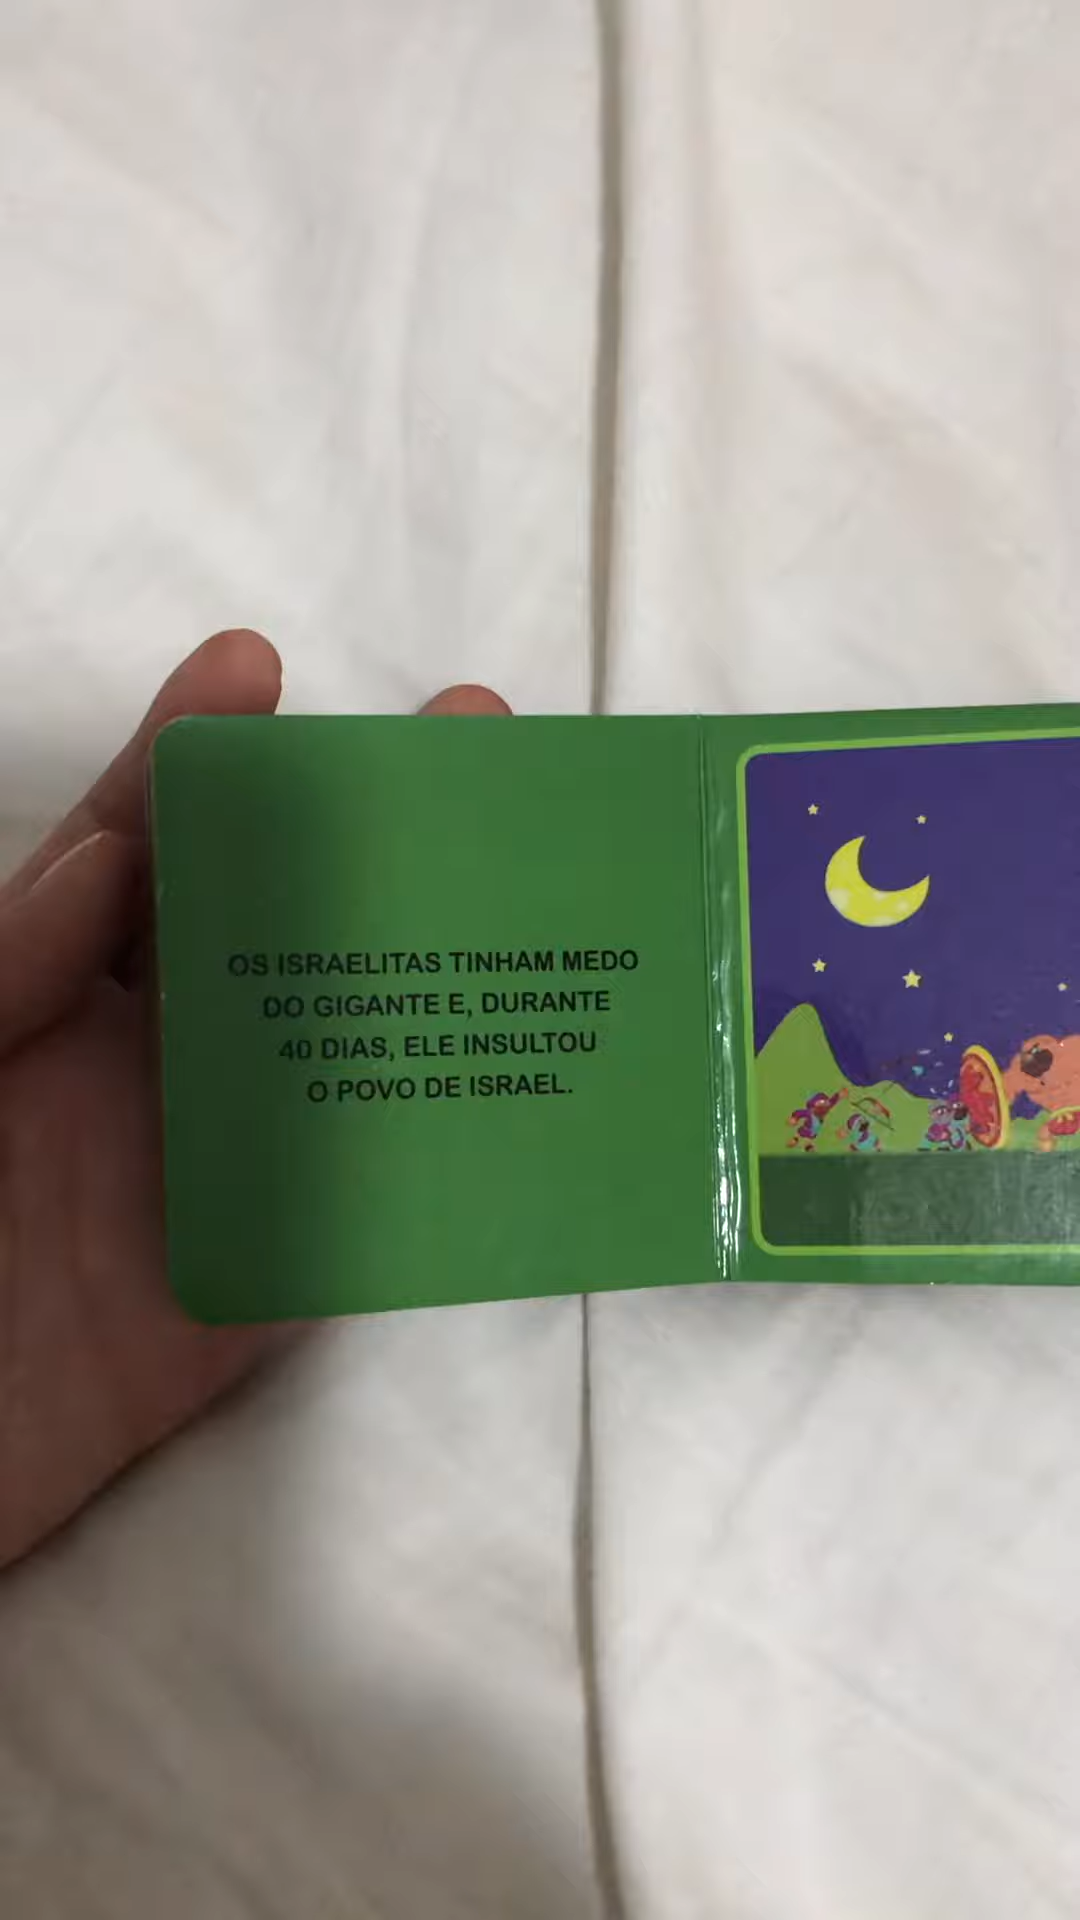 OS ISRAELITAS TINHAM MEDO
DO GIGANTE E, DURANTE
40 DIAS, ELE INSULTOU
O POVO DE ISRAEL.